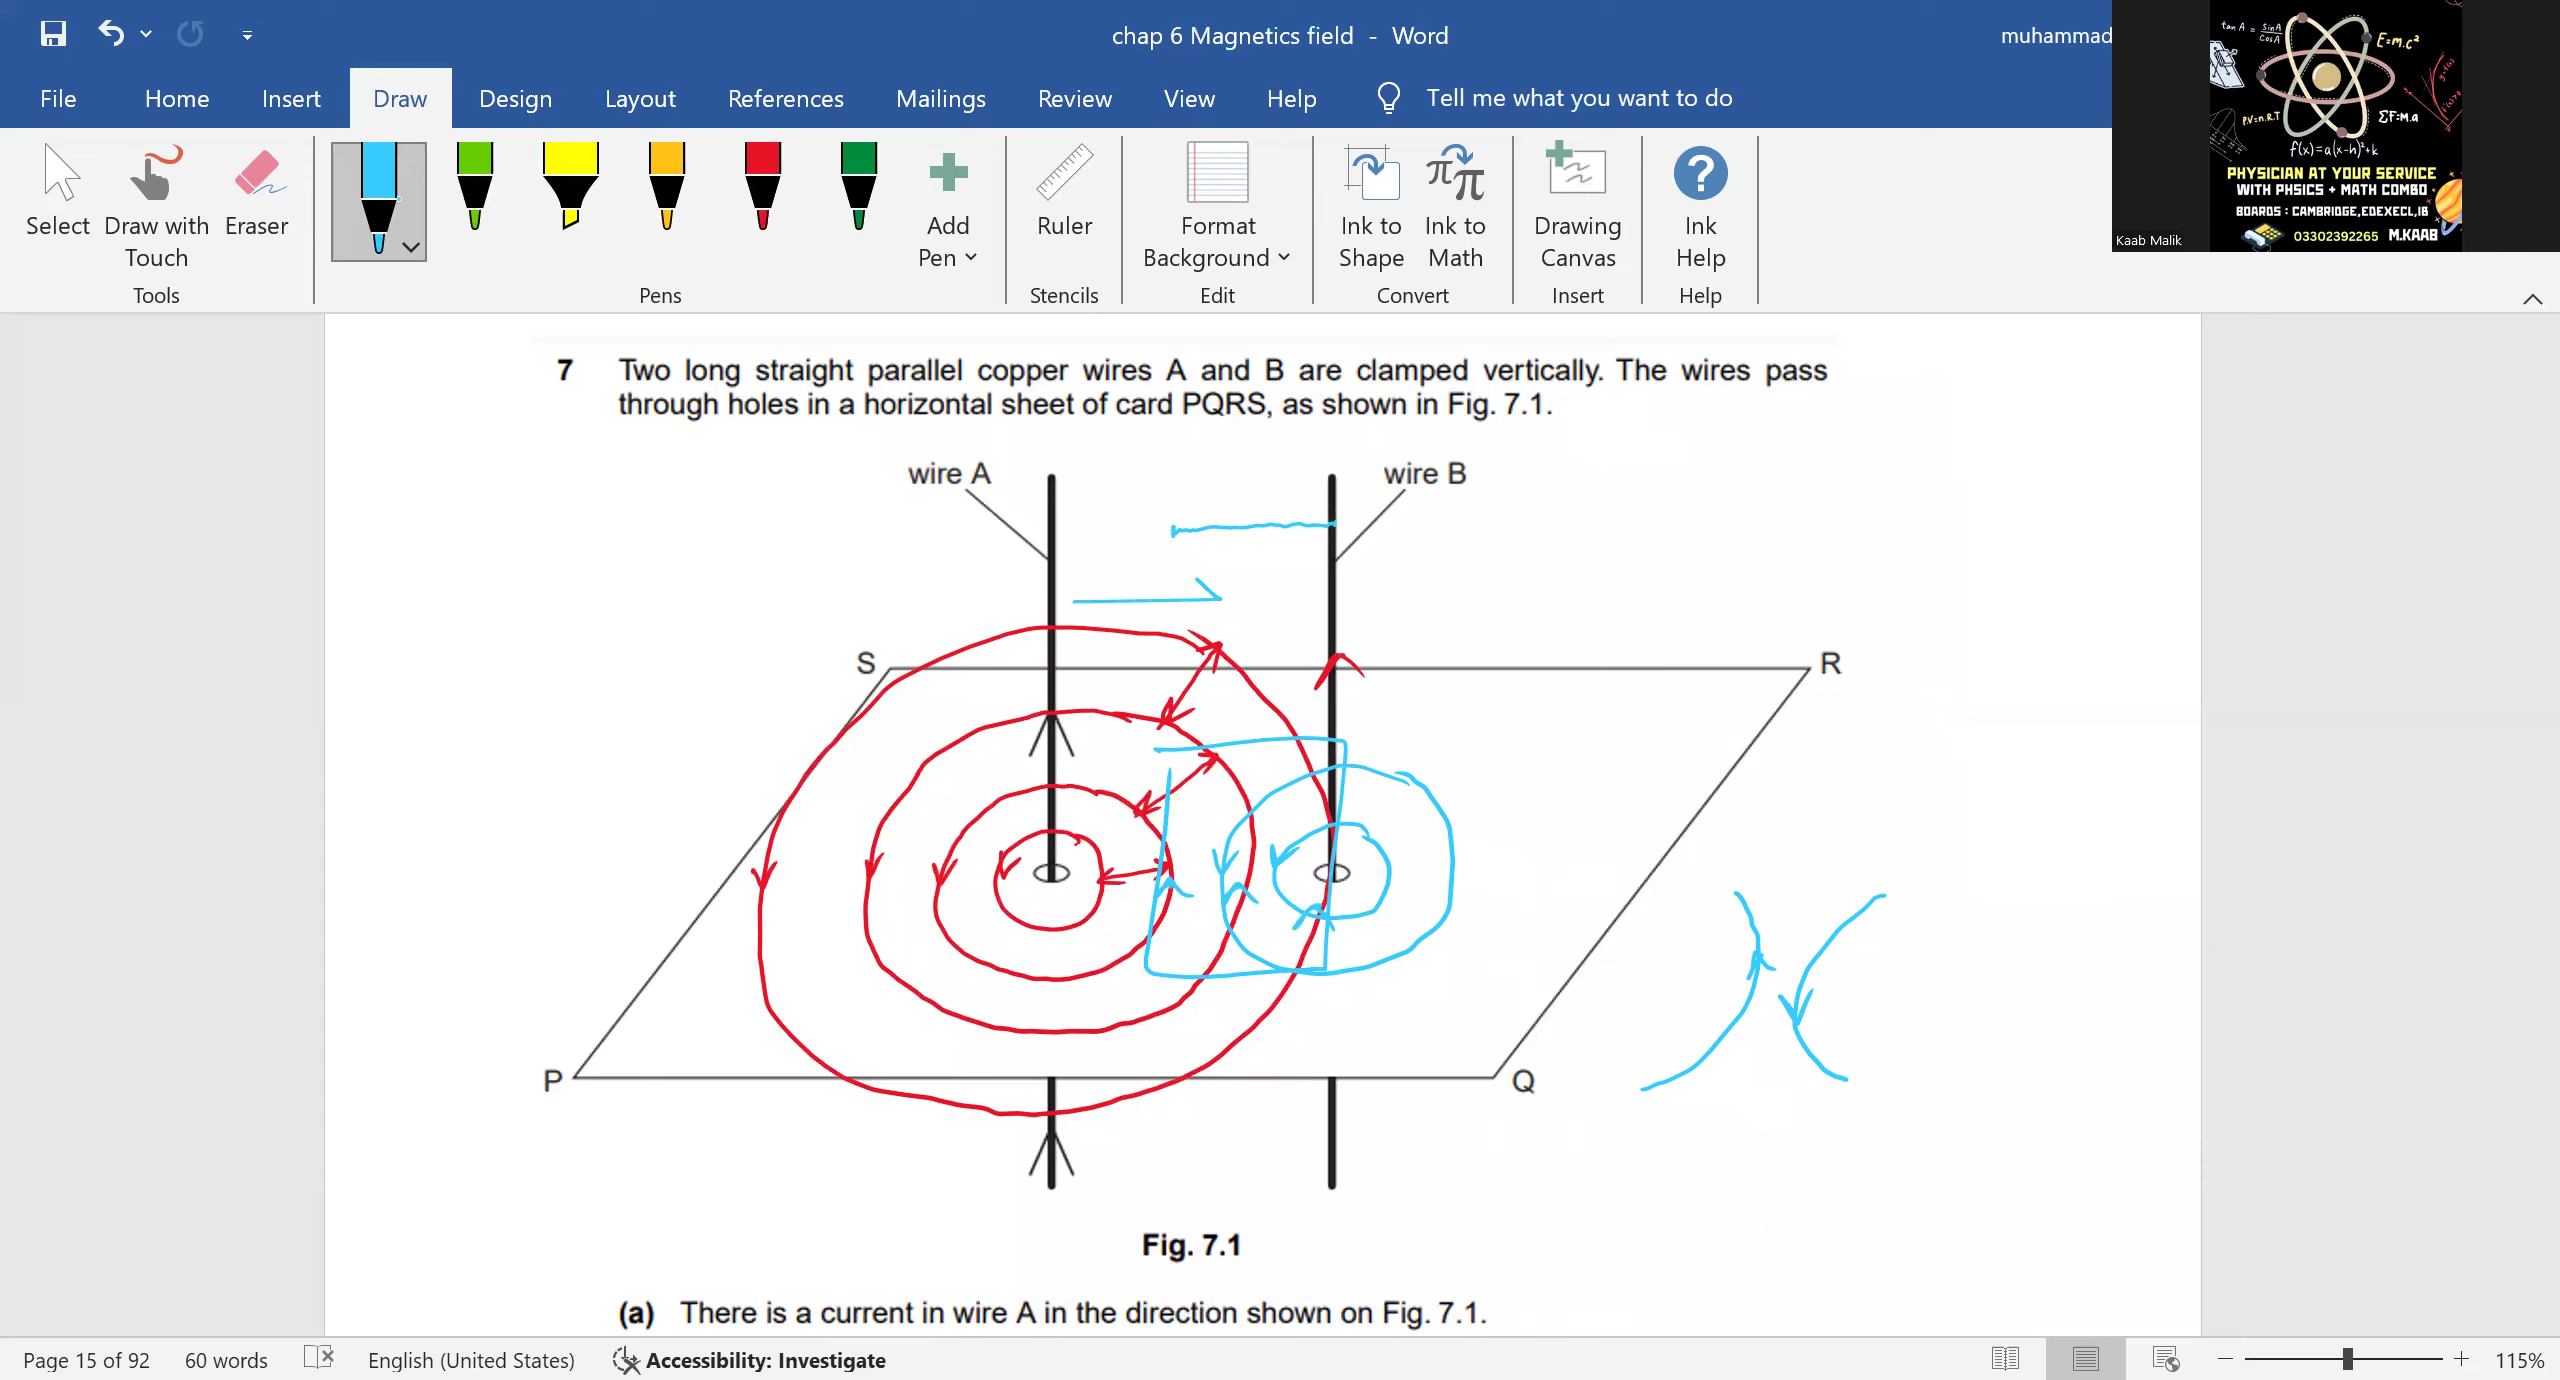 chap 6 Magnetics field - Word
muhammad
File Home Insert Draw Design Layout References Mailings Review View Help Tell me what you want to do
Select Draw with Touch Eraser
Tools
Pens
Add Pen
Ruler
Stencils
Format Background
Edit
Ink to Shape Ink to Math
Convert
Drawing Canvas
Insert
Ink Help
Help
tan A = sinA/CosA
E=m.c²
P.V=n.R.T
ΣF=M.a
f(x)=a(x-h)²+k
PHYSICIAN AT YOUR SERVICE
WITH PHSICS + MATH COMBO
BOARDS : CAMBRIDGE,EDEXECL,IB
03302392265 M.KAAB
Kaab Malik
7 Two long straight parallel copper wires A and B are clamped vertically. The wires pass
through holes in a horizontal sheet of card PQRS, as shown in Fig. 7.1.
wire A wire B
S R
P Q
Fig. 7.1
(a) There is a current in wire A in the direction shown on Fig. 7.1.
Page 15 of 92 60 words English (United States) Accessibility: Investigate 115%